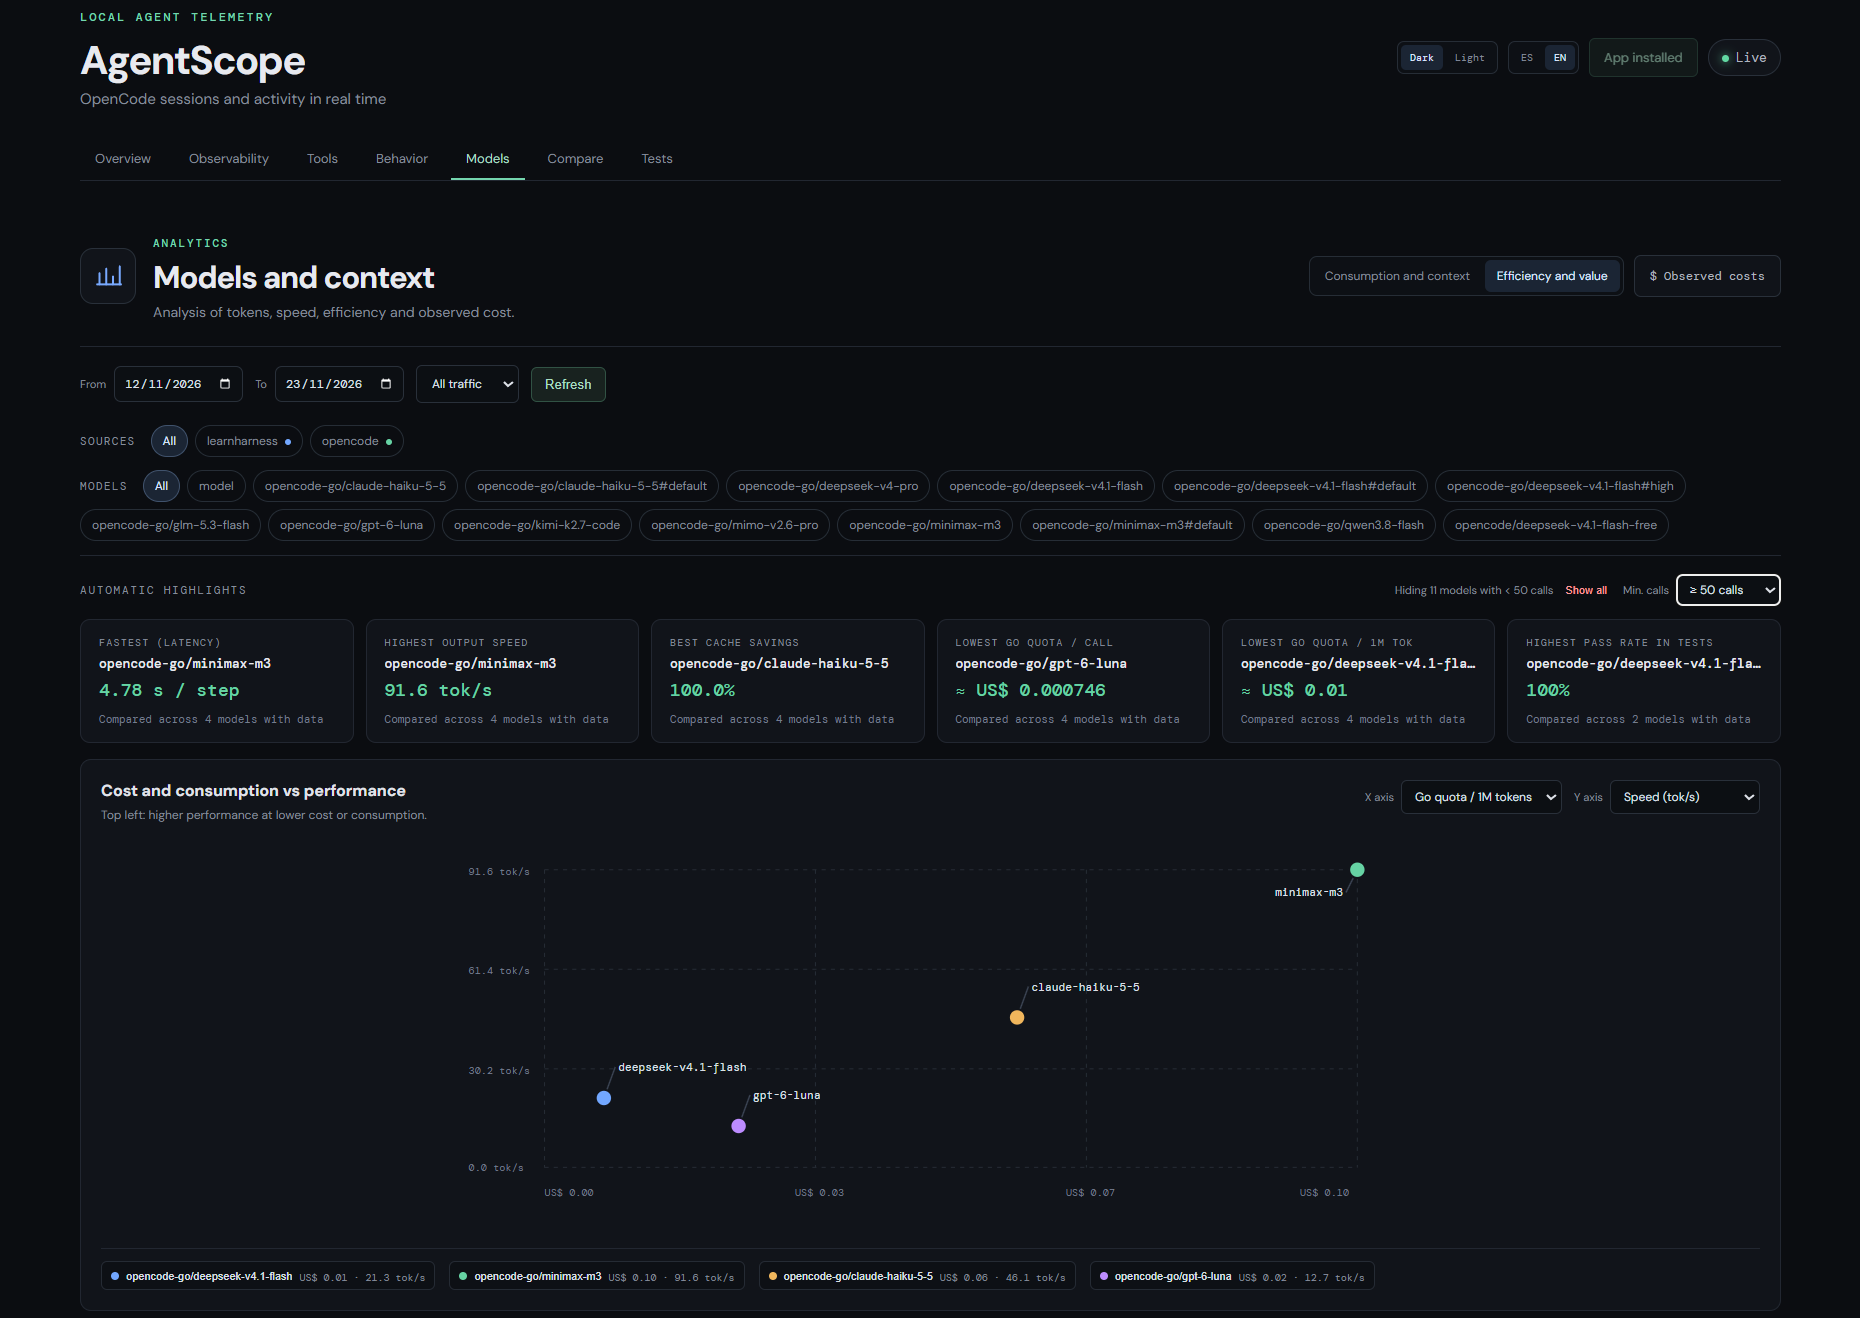 LOCAL AGENT TELEMETRY
AgentScope
OpenCode sessions and activity in real time
Dark Light
ES EN
App installed
Live
Overview Observability Tools Behavior Models Compare Tests
ANALYTICS
Models and context
Analysis of tokens, speed, efficiency and observed cost.
Consumption and context Efficiency and value
$ Observed costs
From 12/11/2026 To 23/11/2026 All traffic Refresh
SOURCES All learnharness opencode
MODELS All model opencode-go/claude-haiku-5-5 opencode-go/claude-haiku-5-5#default opencode-go/deepseek-v4-pro opencode-go/deepseek-v4.1-flash opencode-go/deepseek-v4.1-flash#default opencode-go/deepseek-v4.1-flash#high
opencode-go/glm-5.3-flash opencode-go/gpt-6-luna opencode-go/kimi-k2.7-code opencode-go/mimo-v2.6-pro opencode-go/minimax-m3 opencode-go/minimax-m3#default opencode-go/qwen3.8-flash opencode/deepseek-v4.1-flash-free
AUTOMATIC HIGHLIGHTS
Hiding 11 models with < 50 calls Show all Min. calls ≥ 50 calls
FASTEST (LATENCY)
opencode-go/minimax-m3
4.78 s / step
Compared across 4 models with data
HIGHEST OUTPUT SPEED
opencode-go/minimax-m3
91.6 tok/s
Compared across 4 models with data
BEST CACHE SAVINGS
opencode-go/claude-haiku-5-5
100.0%
Compared across 4 models with data
LOWEST GO QUOTA / CALL
opencode-go/gpt-6-luna
≈ US$ 0.000746
Compared across 4 models with data
LOWEST GO QUOTA / 1M TOK
opencode-go/deepseek-v4.1-fla…
≈ US$ 0.01
Compared across 4 models with data
HIGHEST PASS RATE IN TESTS
opencode-go/deepseek-v4.1-fla…
100%
Compared across 2 models with data
Cost and consumption vs performance
Top left: higher performance at lower cost or consumption.
X axis Go quota / 1M tokens Y axis Speed (tok/s)
91.6 tok/s
minimax-m3
61.4 tok/s
claude-haiku-5-5
30.2 tok/s
deepseek-v4.1-flash
gpt-6-luna
0.0 tok/s
US$ 0.00 US$ 0.03 US$ 0.07 US$ 0.10
opencode-go/deepseek-v4.1-flash US$ 0.01 · 21.3 tok/s
opencode-go/minimax-m3 US$ 0.10 · 91.6 tok/s
opencode-go/claude-haiku-5-5 US$ 0.06 · 46.1 tok/s
opencode-go/gpt-6-luna US$ 0.02 · 12.7 tok/s